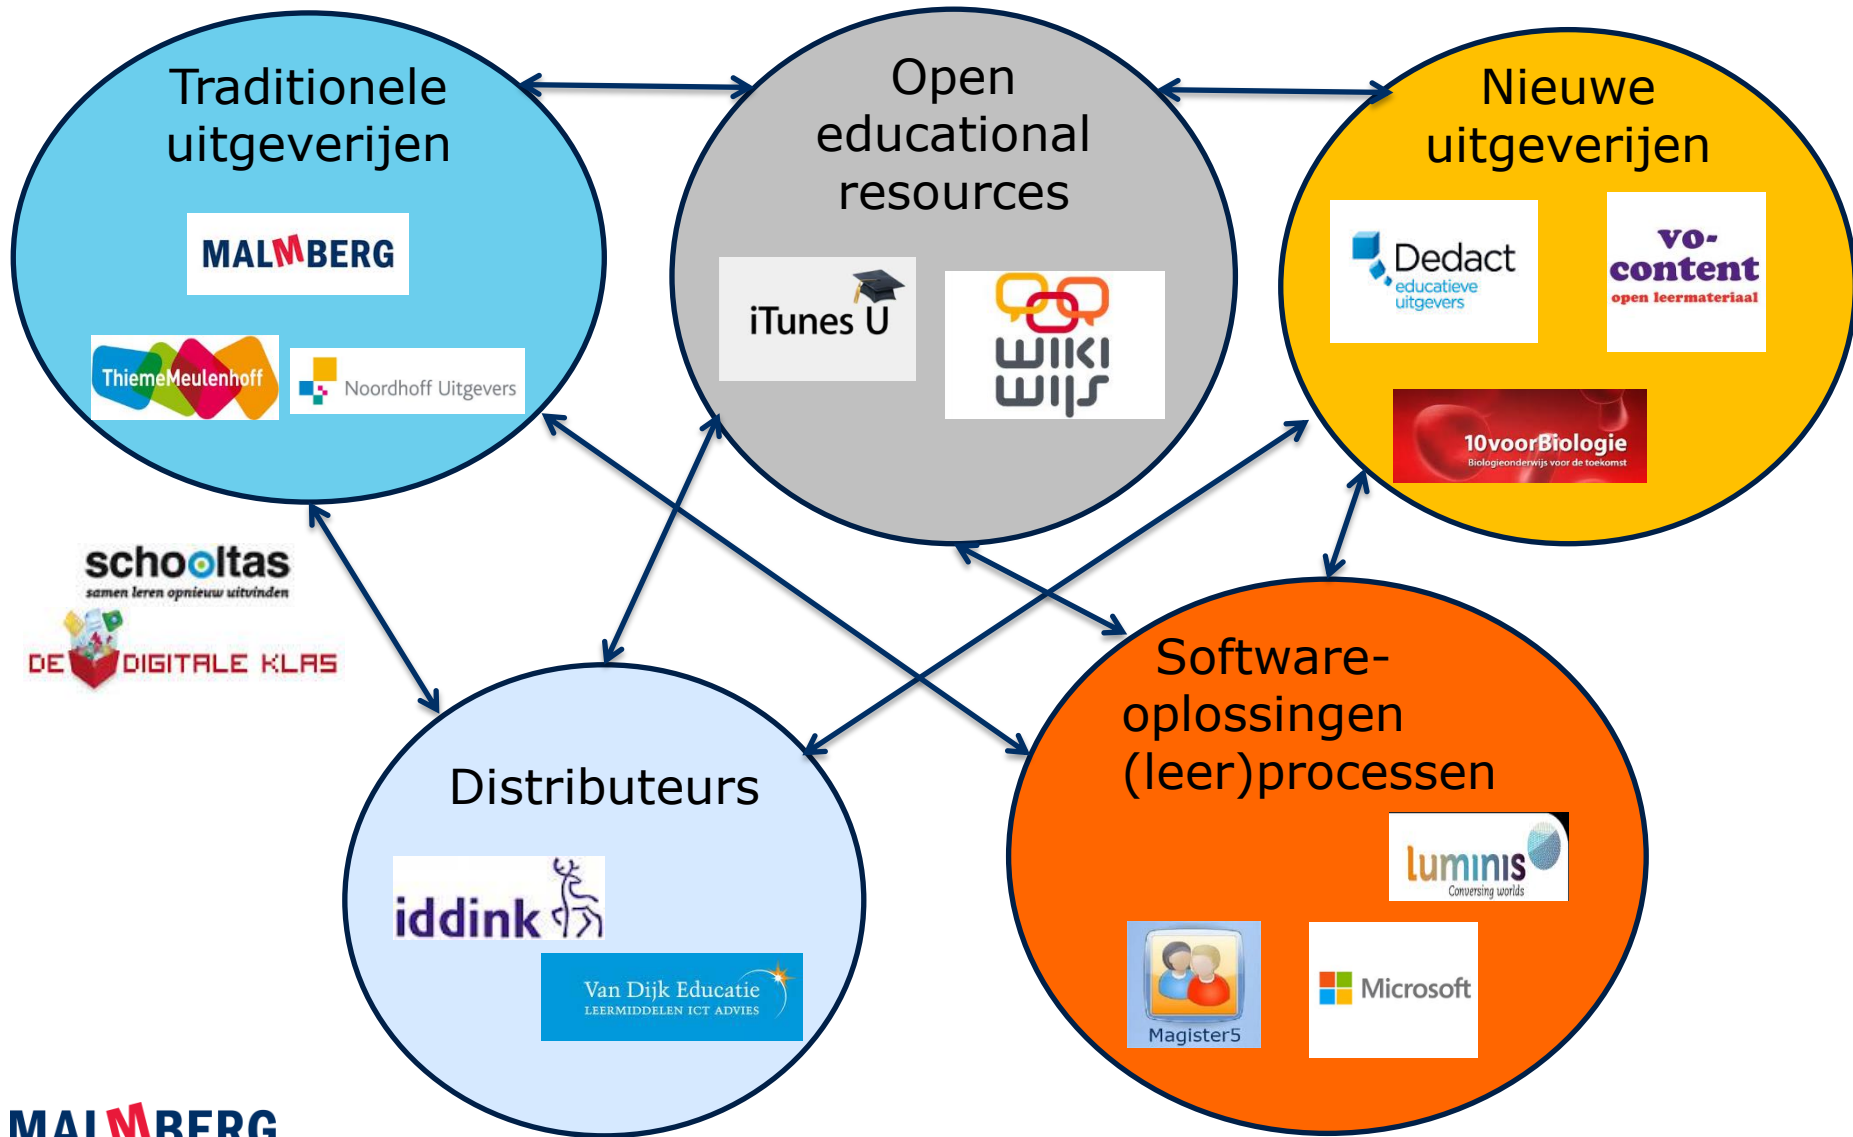 Traditionele
uitgeverijen
MALMBERG
ThiemeMeulenhoff
Noordhoff Uitgevers
Open
educational
resources
iTunes U
WIKI
WIJS
Nieuwe
uitgeverijen
Dedact
educatieve
uitgevers
vo-
content
open leermateriaal
10voorBiologie
Biologieonderwijs voor de toekomst
schooltas
samen leren opnieuw uitvinden
DE DIGITALE KLAS
Distributeurs
iddink
Van Dijk Educatie
LEERMIDDELEN ICT ADVIES
Software-
oplossingen
(leer)processen
luminis
Conversing worlds
Magister5
Microsoft
MALMBERG